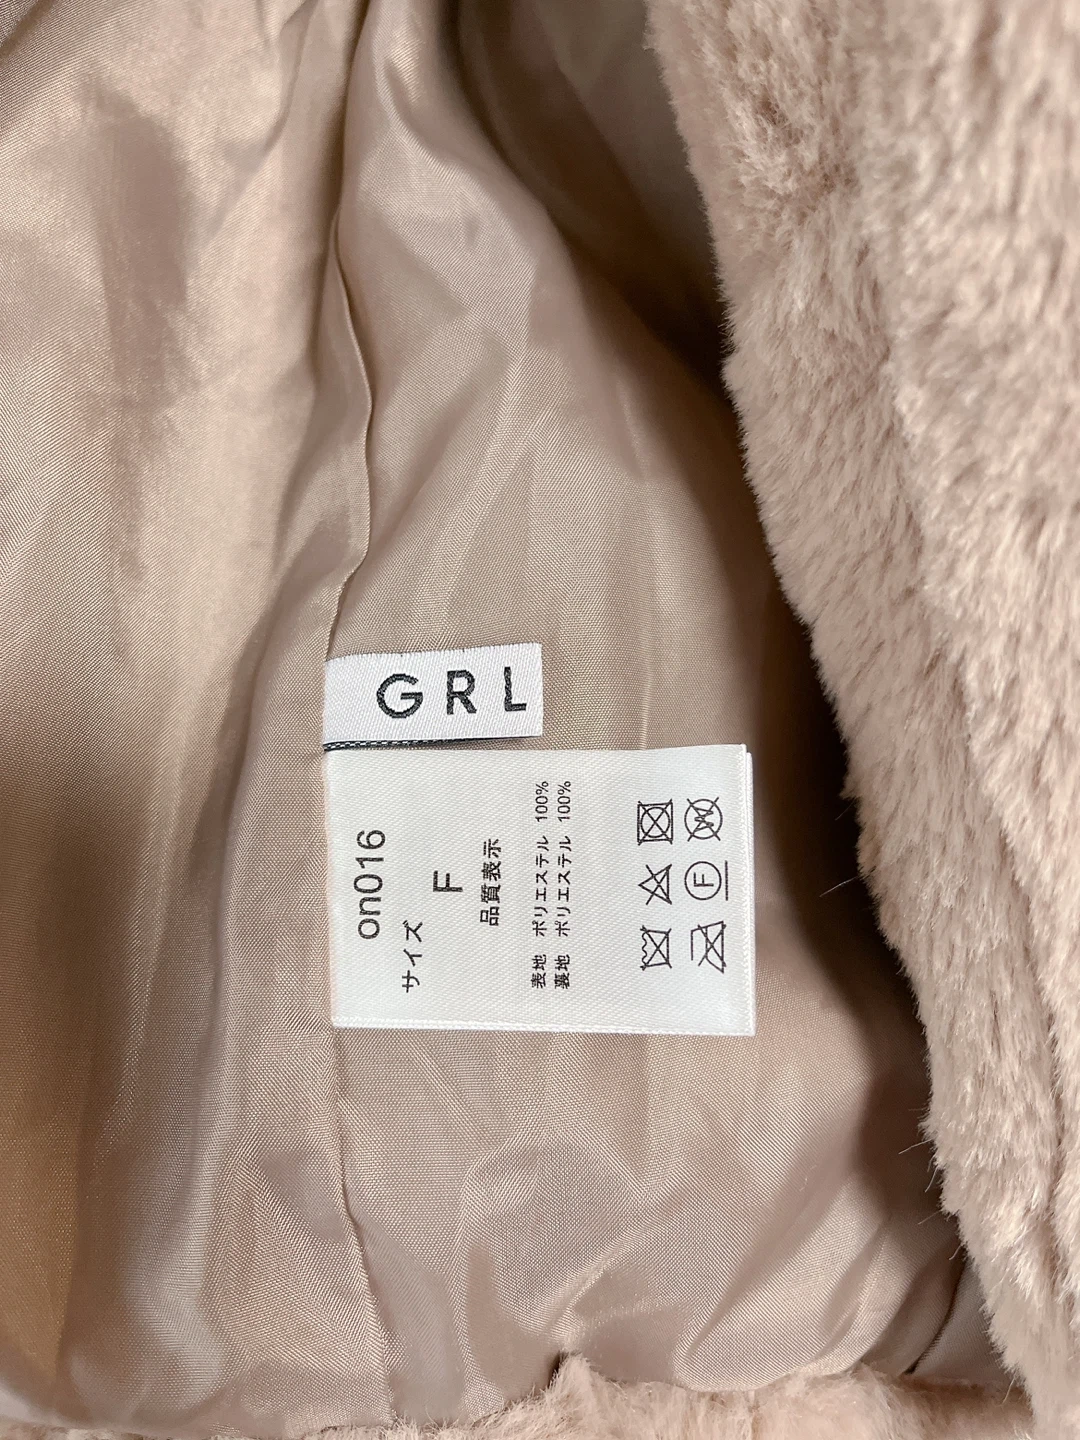 GRL
on016
サイズ
F
品質表示
表地 ポリエステル 100%
裏地 ポリエステル 100%
F
W